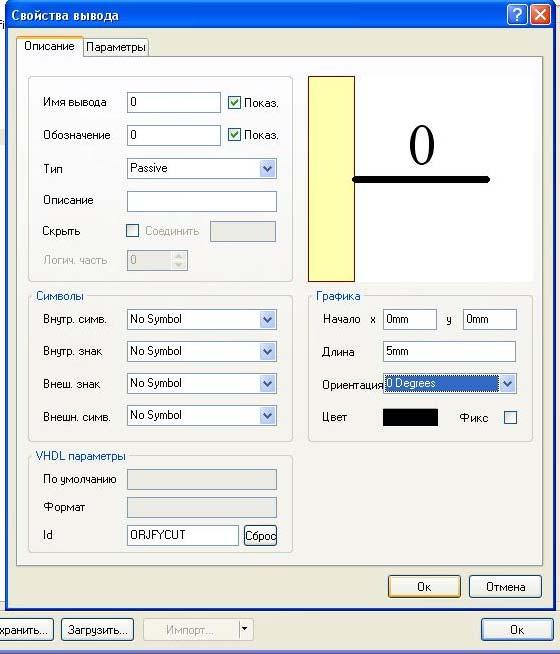 Свойства вывода
Описание Параметры
Имя вывода 0 Показ.
Обозначение 0 Показ.
Тип Passive
Описание
Скрыть Соединить
Логич. часть 0
0
Символы
Внутр. симв. No Symbol
Внутр. знак No Symbol
Внеш. знак No Symbol
Внешн. симв. No Symbol
Графика
Начало x 0mm y 0mm
Длина 5mm
Ориентация 0 Degrees
Цвет Фикс
VHDL параметры
По умолчанию
Формат
Id ORJFYCUT Сброс
Ок Отмена
хранить... Загрузить... Импорт... Ок